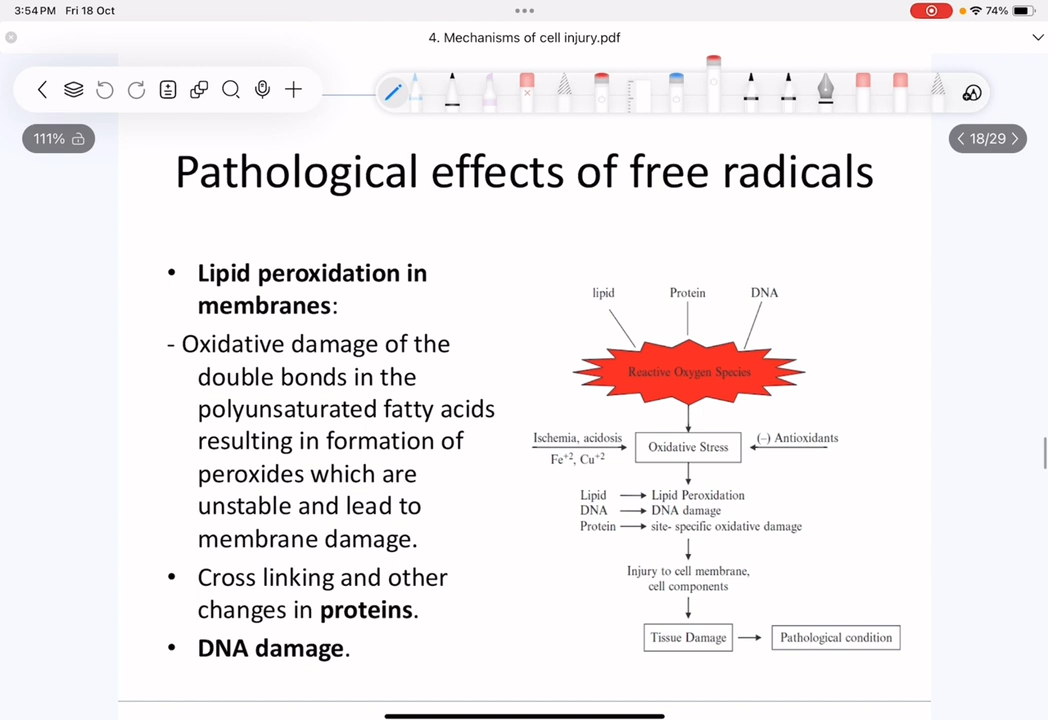 3:54 PM Fri 18 Oct
74%
4. Mechanisms of cell injury.pdf
111%
18/29
Pathological effects of free radicals
• Lipid peroxidation in
membranes:
- Oxidative damage of the
double bonds in the
polyunsaturated fatty acids
resulting in formation of
peroxides which are
unstable and lead to
membrane damage.
• Cross linking and other
changes in proteins.
• DNA damage.
lipid Protein DNA
Reactive Oxygen Species
Ischemia, acidosis
Fe+2, Cu+2
Oxidative Stress
(–) Antioxidants
Lipid → Lipid Peroxidation
DNA → DNA damage
Protein → site- specific oxidative damage
Injury to cell membrane,
cell components
Tissue Damage → Pathological condition